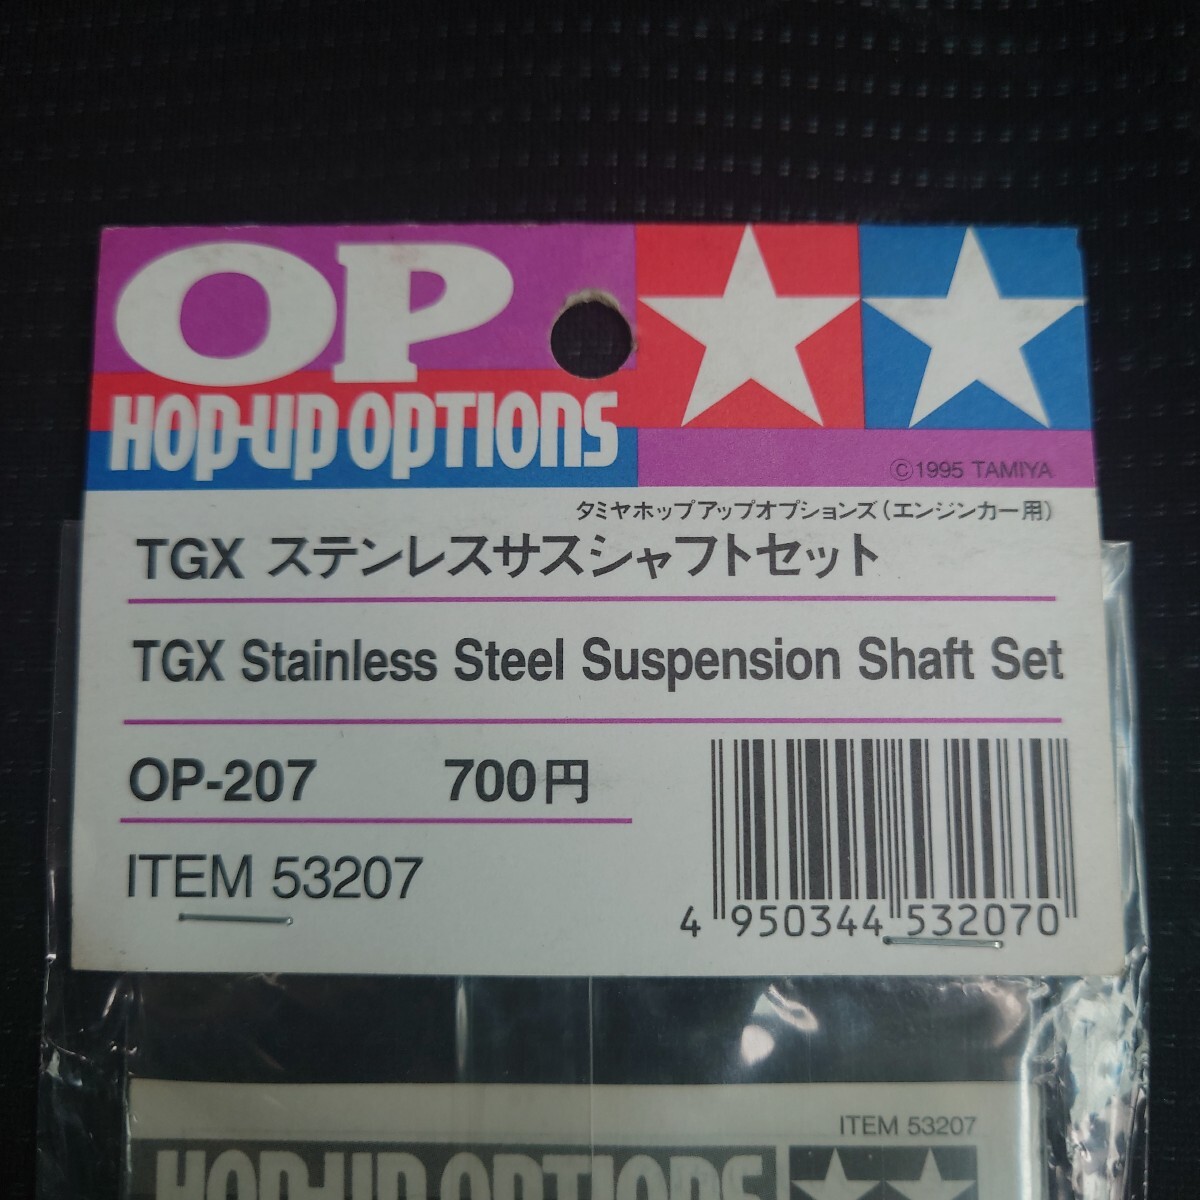 OP
HOP-UP OPTIONS
©1995 TAMIYA
タミヤホップアップオプションズ(エンジンカー用)
TGX ステンレスサスシャフトセット
TGX Stainless Steel Suspension Shaft Set
OP-207 700円
ITEM 53207
4 950344 532070
ITEM 53207
HOP-UP OPTIONS